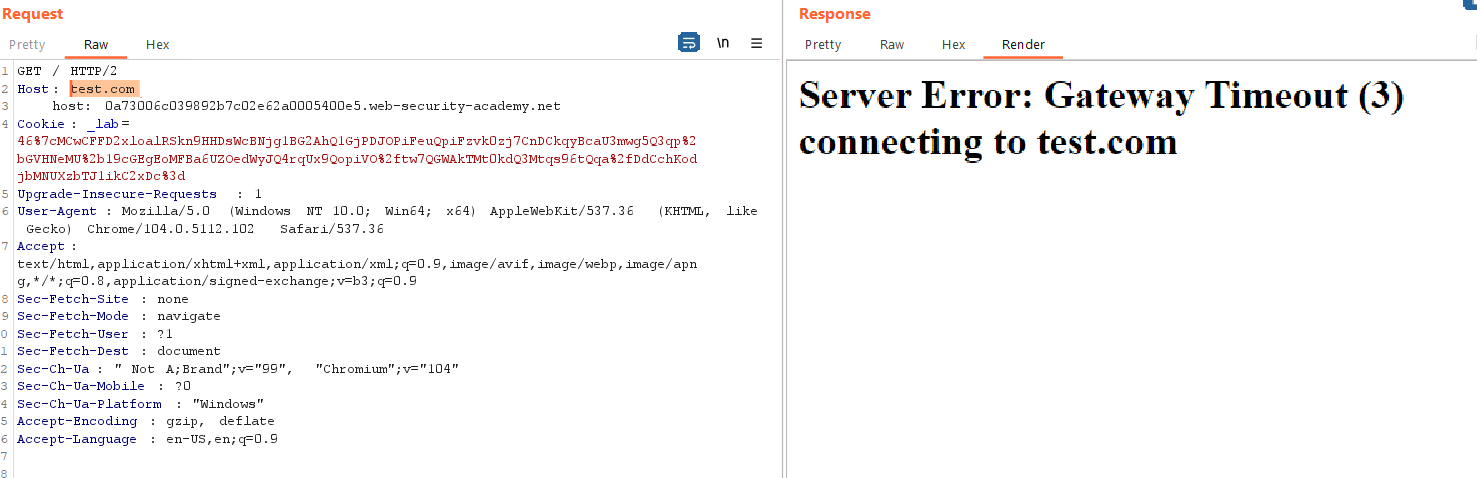 Request
Response
Pretty Raw Hex \n
Pretty Raw Hex Render
1 GET / HTTP/2
2 Host: test.com
3 host: 0a73006c039892b7c02e62a0005400e5.web-security-academy.net
4 Cookie: _lab=
46%7cMCwCFFD2xloalRSkn9HHDsWcBNjg1BG2AhQ1GjPDJOPiFeuQpiFzvk0zj7CnDCkqyBcaU3mwg5Q3qp%2
bGVHNeMU%2b19cGEgEoMFBa6UZOedWyJQ4rqUx9QopiVO%2ftw7QGWAkTMt0kdQ3Mtqs96tQqa%2fDdCchKod
jbMNUXzbTJ1ikC2xDc%3d
5 Upgrade-Insecure-Requests : 1
6 User-Agent : Mozilla/5.0 (Windows NT 10.0; Win64; x64) AppleWebKit/537.36 (KHTML, like
Gecko) Chrome/104.0.5112.102 Safari/537.36
7 Accept :
text/html,application/xhtml+xml,application/xml;q=0.9,image/avif,image/webp,image/apn
g,*/*;q=0.8,application/signed-exchange;v=b3;q=0.9
8 Sec-Fetch-Site : none
9 Sec-Fetch-Mode : navigate
0 Sec-Fetch-User : ?1
1 Sec-Fetch-Dest : document
2 Sec-Ch-Ua : " Not A;Brand";v="99", "Chromium";v="104"
3 Sec-Ch-Ua-Mobile : ?0
4 Sec-Ch-Ua-Platform : "Windows"
5 Accept-Encoding : gzip, deflate
6 Accept-Language : en-US,en;q=0.9
7
8
Server Error: Gateway Timeout (3)
connecting to test.com